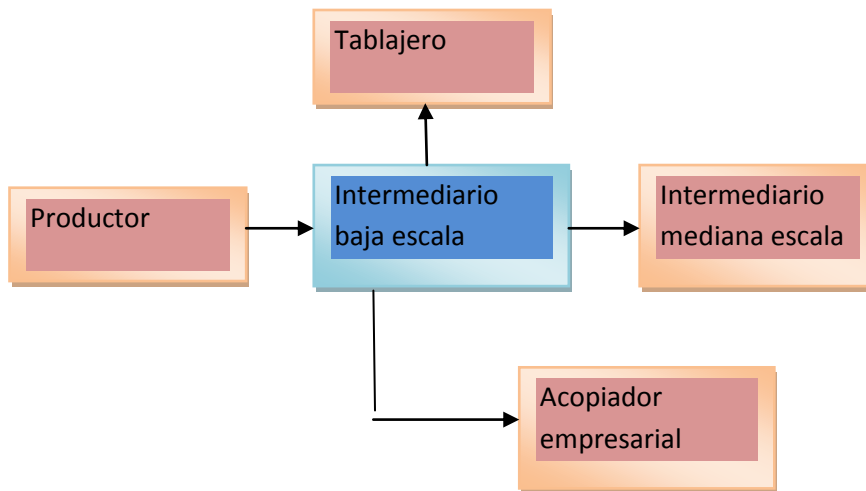 Tablajero
Productor
Intermediario
baja escala
Intermediario
mediana escala
Acopiador
empresarial